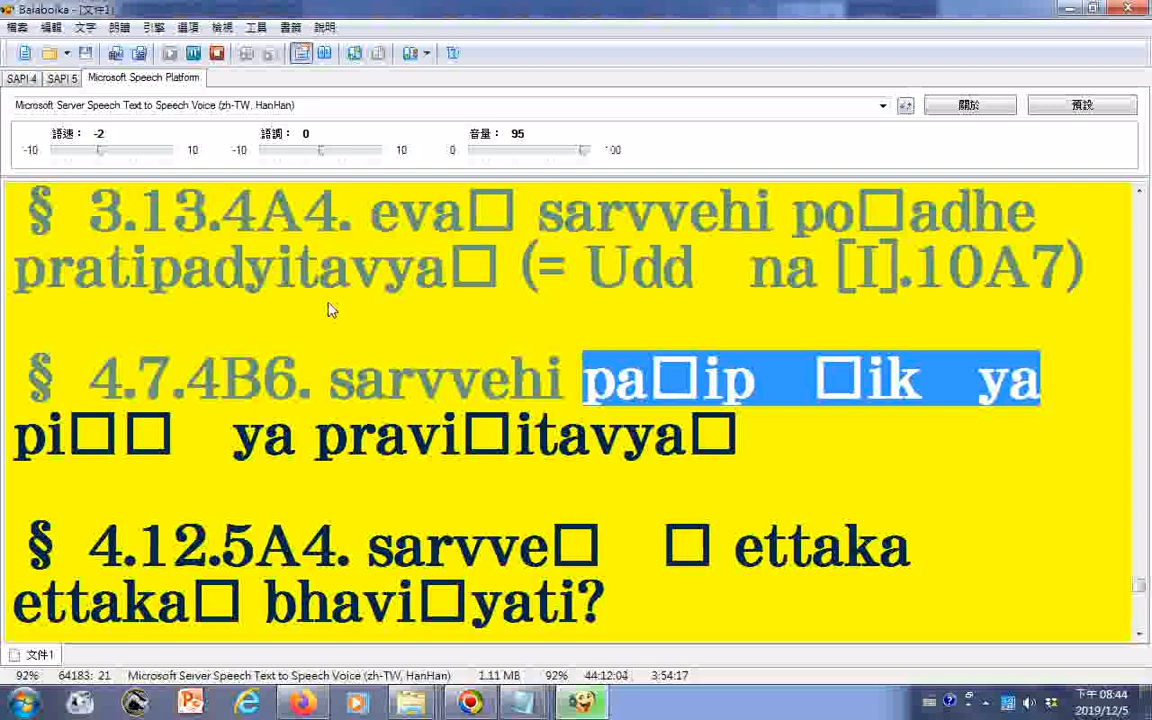 Balabolka - [文件1]
檔案 編輯 文字 朗讀 引擎 選項 檢視 工具 書籤 說明
SAPI 4 SAPI 5 Microsoft Speech Platform
Microsoft Server Speech Text to Speech Voice (zh-TW, HanHan) 關於 預設
語速： -2 語調： 0 音量： 95
-10 10 -10 10 0 100
§ 3.13.4A4. eva□ sarvvehi po□adhe
pratipadyitavya□ (= Udd na [I].10A7)
§ 4.7.4B6. sarvvehi pa□ip □ik ya
pi□□ ya pravi□itavya□
§ 4.12.5A4. sarvve□ □ ettaka
ettaka□ bhavi□yati?
文件1
92% 64183: 21 Microsoft Server Speech Text to Speech Voice (zh-TW, HanHan) 1.11 MB 92% 44:12:04 3:54:17
下午 08:44
2019/12/5